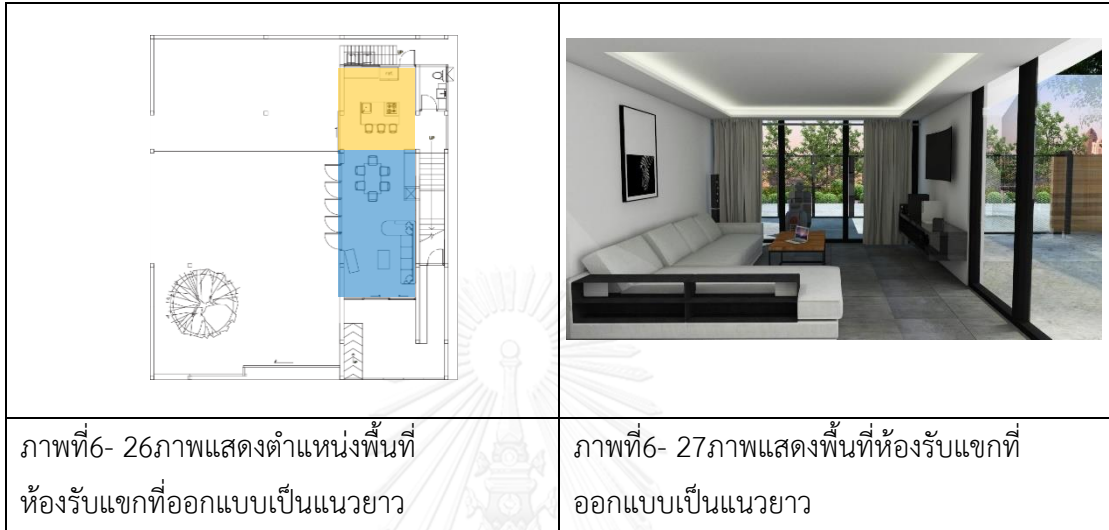 UP
UP
ภาพที่6- 26ภาพแสดงตำแหน่งพื้นที่
ห้องรับแขกที่ออกแบบเป็นแนวยาว
ภาพที่6- 27ภาพแสดงพื้นที่ห้องรับแขกที่
ออกแบบเป็นแนวยาว